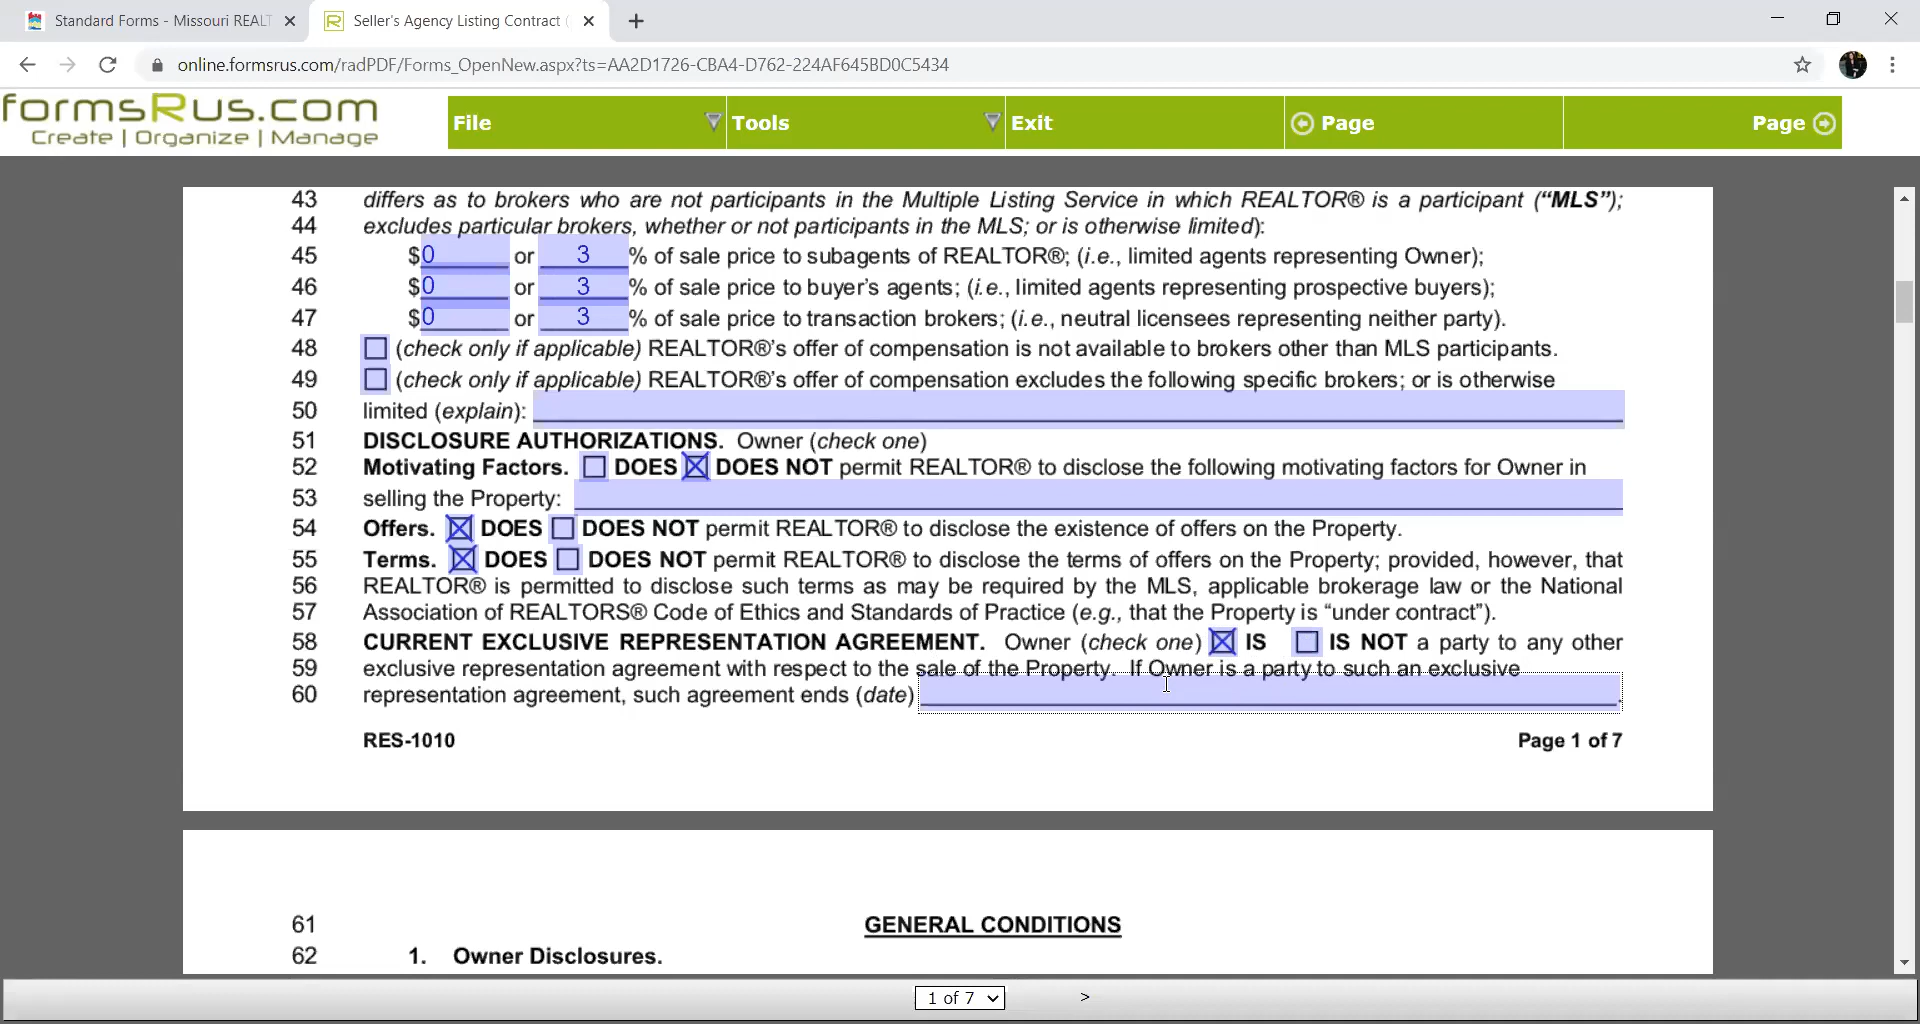 Standard Forms - Missouri REALT
Seller's Agency Listing Contract (
online.formsrus.com/radPDF/Forms_OpenNew.aspx?ts=AA2D1726-CBA4-D762-224AF645BD0C5434
formsRus.com
Create | Organize | Manage
File
Tools
Exit
Page
Page
43 differs as to brokers who are not participants in the Multiple Listing Service in which REALTOR® is a participant (“MLS”);
44 excludes particular brokers, whether or not participants in the MLS; or is otherwise limited):
45 $0 or 3 % of sale price to subagents of REALTOR®; (i.e., limited agents representing Owner);
46 $0 or 3 % of sale price to buyer’s agents; (i.e., limited agents representing prospective buyers);
47 $0 or 3 % of sale price to transaction brokers; (i.e., neutral licensees representing neither party).
48 (check only if applicable) REALTOR®’s offer of compensation is not available to brokers other than MLS participants.
49 (check only if applicable) REALTOR®’s offer of compensation excludes the following specific brokers; or is otherwise
50 limited (explain):
51 DISCLOSURE AUTHORIZATIONS. Owner (check one)
52 Motivating Factors. DOES DOES NOT permit REALTOR® to disclose the following motivating factors for Owner in
53 selling the Property:
54 Offers. DOES DOES NOT permit REALTOR® to disclose the existence of offers on the Property.
55 Terms. DOES DOES NOT permit REALTOR® to disclose the terms of offers on the Property; provided, however, that
56 REALTOR® is permitted to disclose such terms as may be required by the MLS, applicable brokerage law or the National
57 Association of REALTORS® Code of Ethics and Standards of Practice (e.g., that the Property is “under contract”).
58 CURRENT EXCLUSIVE REPRESENTATION AGREEMENT. Owner (check one) IS IS NOT a party to any other
59 exclusive representation agreement with respect to the sale of the Property. If Owner is a party to such an exclusive
60 representation agreement, such agreement ends (date) .
RES-1010 Page 1 of 7
61 GENERAL CONDITIONS
62 1. Owner Disclosures.
1 of 7 >